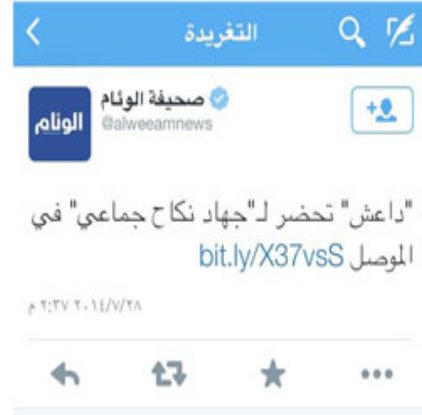 التغريدة
صحيفة الوئام
@alweeamnews
الوئام
"داعش" تحضر لـ"جهاد نكاح جماعي" في
الموصل bit.ly/X37vsS
٢٠١٤/٧/٢٨ ٢:٣٧ م